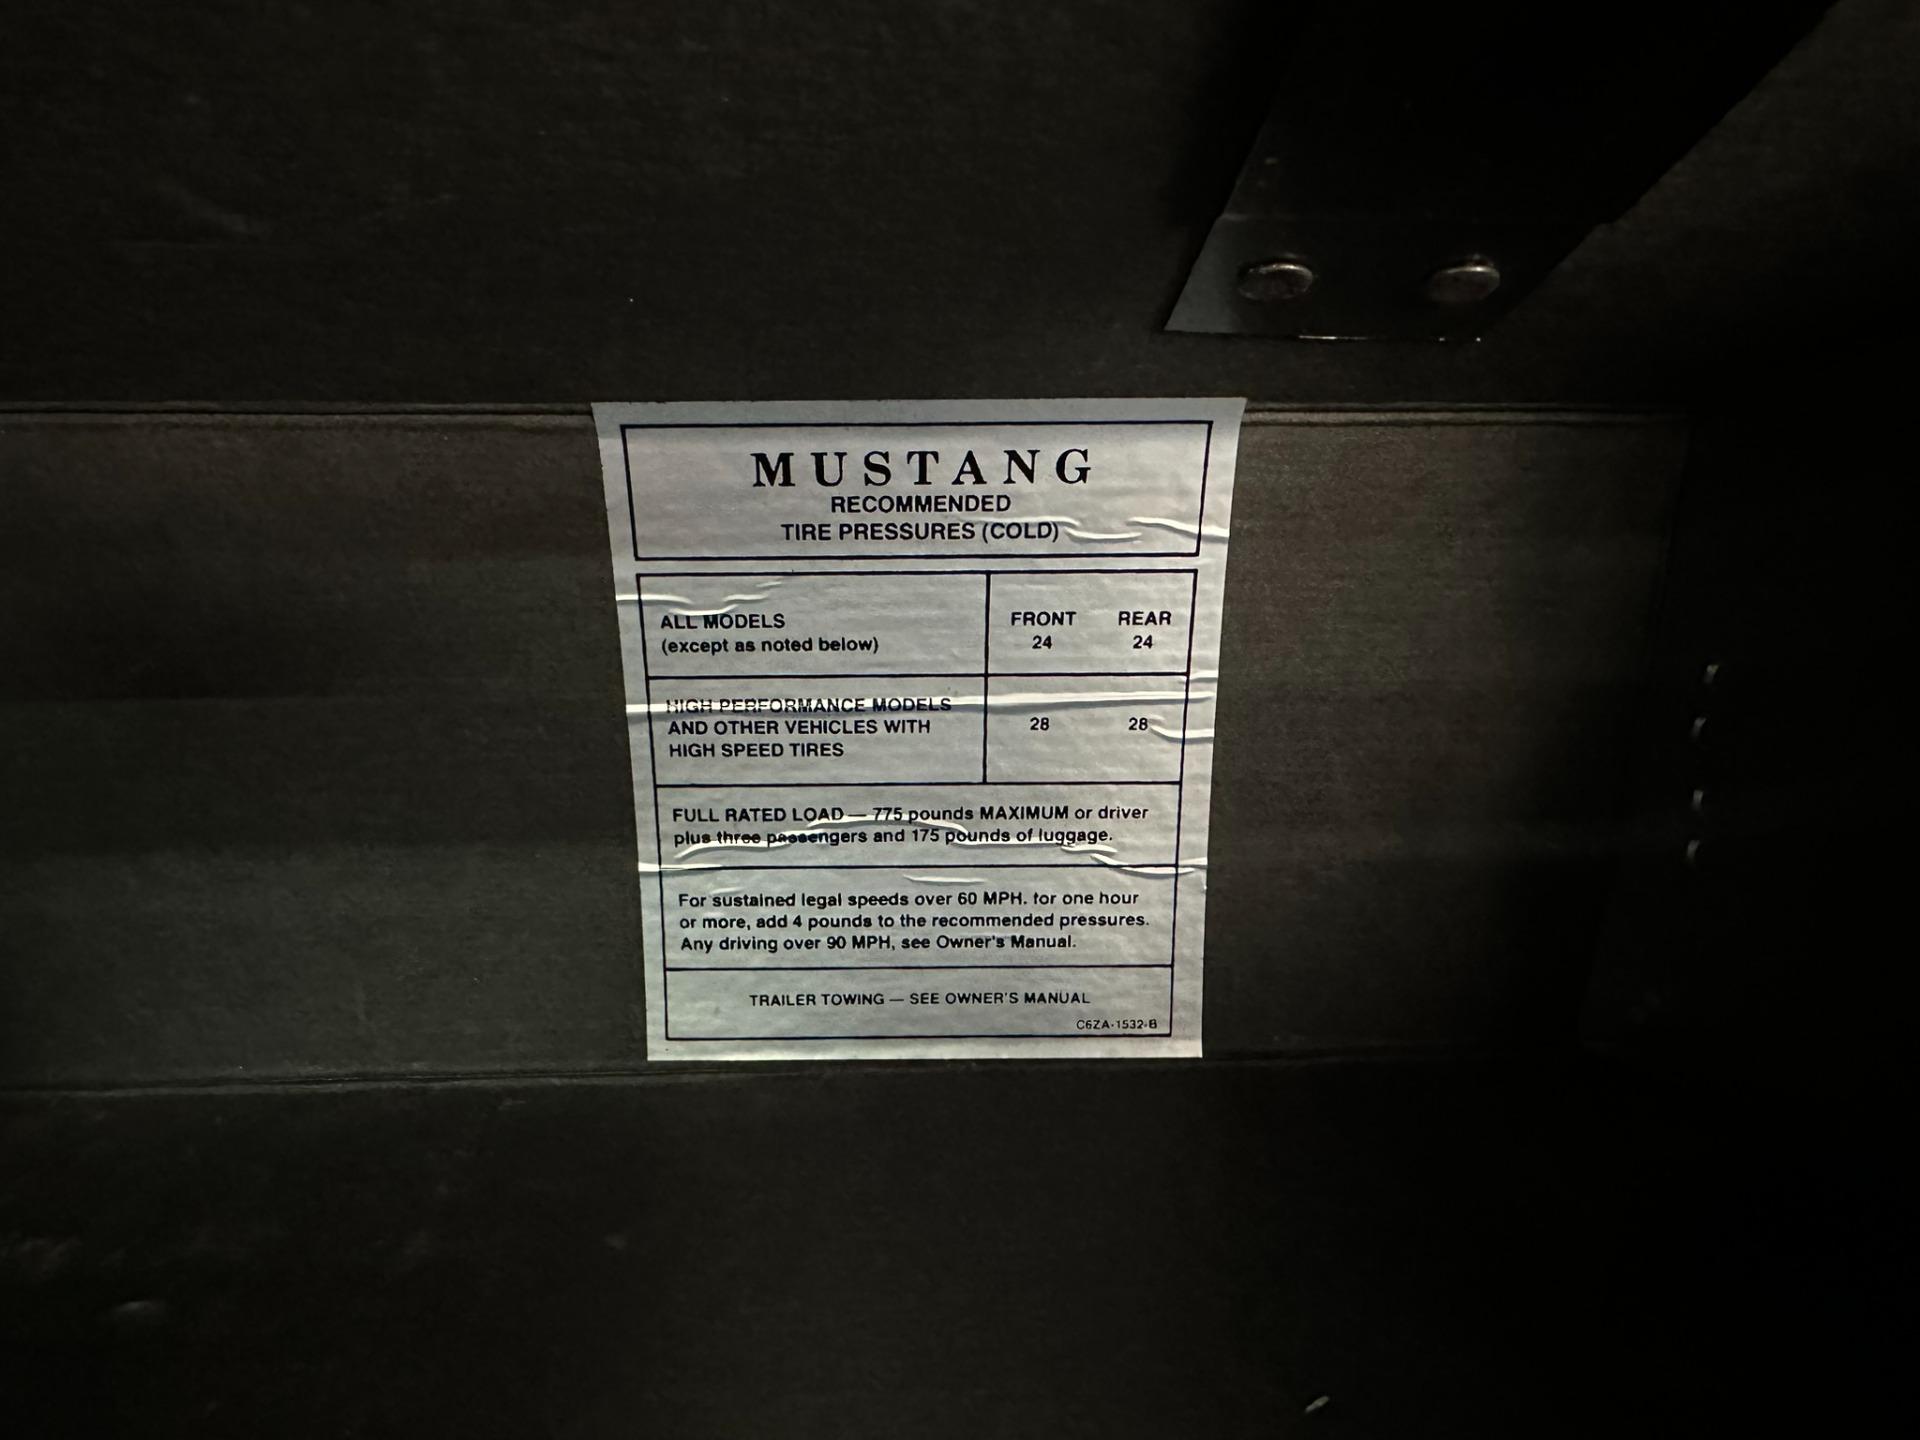 MUSTANG
RECOMMENDED
TIRE PRESSURES (COLD)
ALL MODELS
(except as noted below)
FRONT REAR
24 24
HIGH PERFORMANCE MODELS
AND OTHER VEHICLES WITH
HIGH SPEED TIRES
28 28
FULL RATED LOAD — 775 pounds MAXIMUM or driver
plus three passengers and 175 pounds of luggage.
For sustained legal speeds over 60 MPH. for one hour
or more, add 4 pounds to the recommended pressures.
Any driving over 90 MPH, see Owner's Manual.
TRAILER TOWING — SEE OWNER'S MANUAL
C6ZA-1532-B